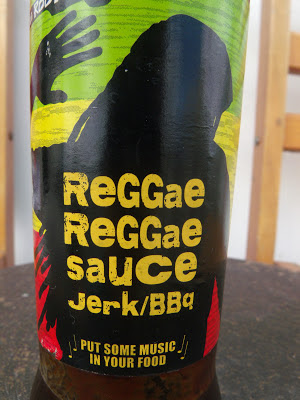 ReGGae
ReGGae
sauce
Jerk/BBq
PUT SOME MUSIC
IN YOUR FOOD